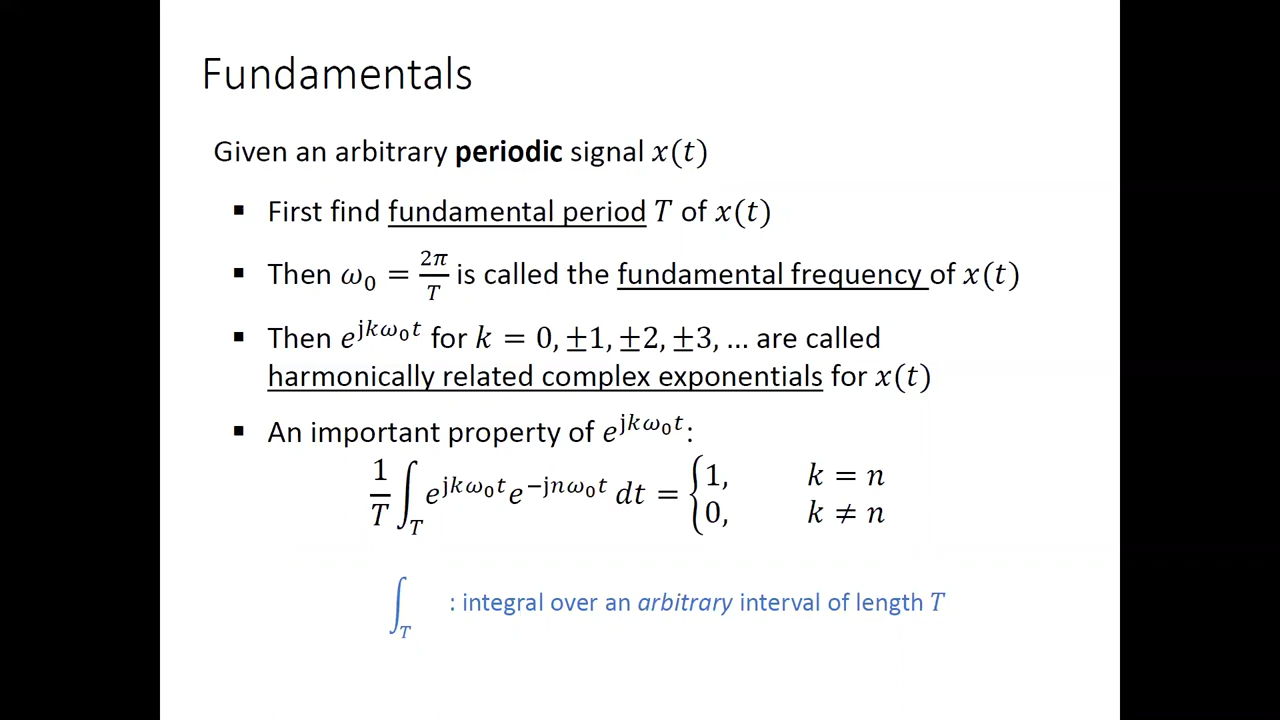 Fundamentals
Given an arbitrary periodic signal x(t)
▪ First find fundamental period T of x(t)
▪ Then ω₀ = 2π/T is called the fundamental frequency of x(t)
▪ Then e^{jkω₀t} for k = 0, ±1, ±2, ±3, … are called
harmonically related complex exponentials for x(t)
▪ An important property of e^{jkω₀t}:
1/T ∫_T e^{jkω₀t} e^{−jnω₀t} dt = { 1, k = n
0, k ≠ n
∫_T : integral over an arbitrary interval of length T